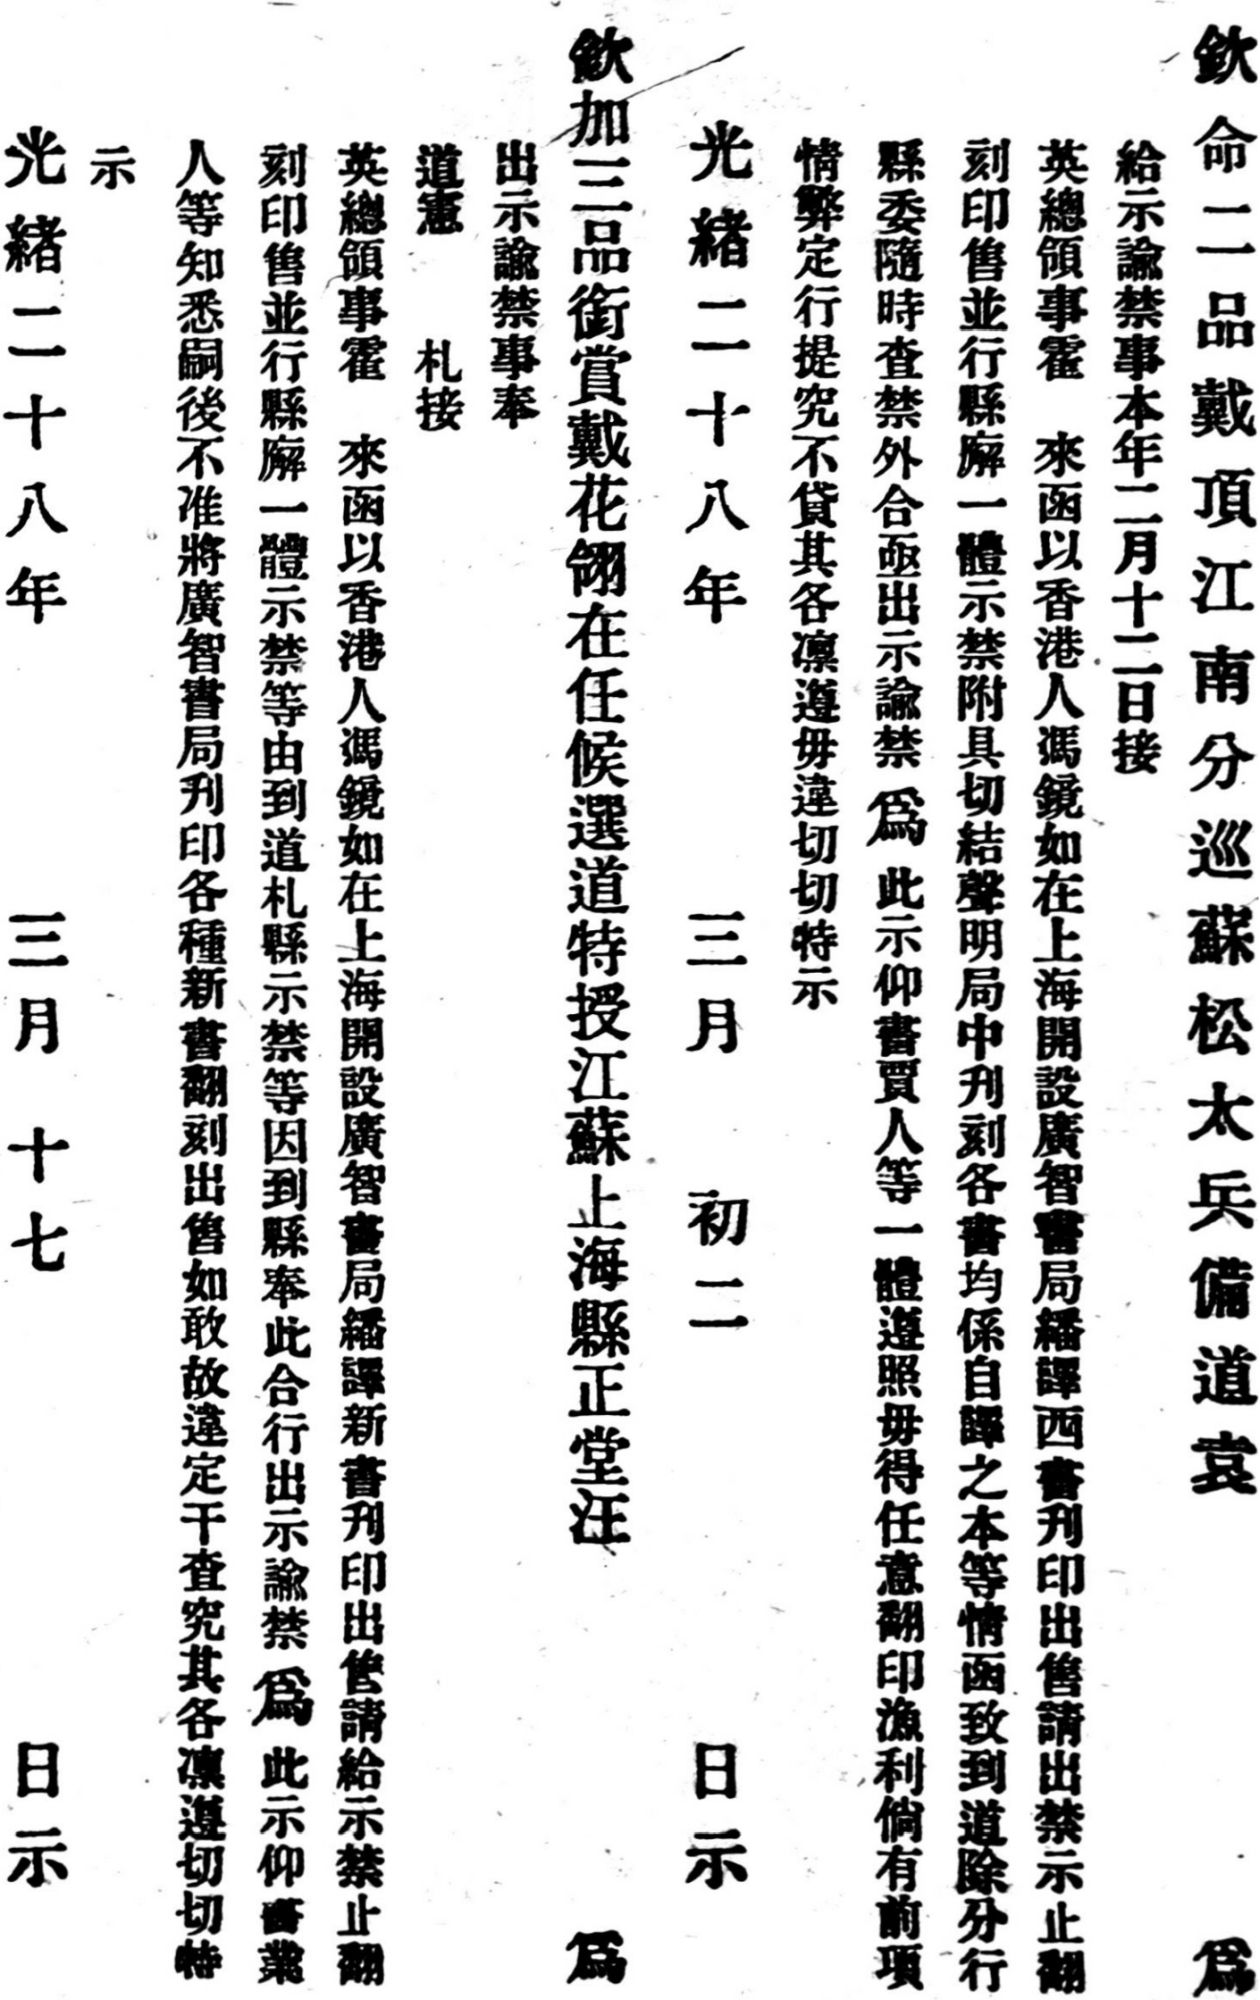 欽命二品戴頂江南分巡蘇松太兵備道袁　爲
給示諭禁事本年二月十二日接
英總領事霍　來函以香港人馮鏡如在上海開設廣智書局繙譯西書刋印出售請出禁示止翻
刻印售並行縣廨一體示禁附具切結聲明局中刋刻各書均係自譯之本等情函致到道除分行
縣委隨時查禁外合亟出示諭禁爲此示仰書賈人等一體遵照毋得任意翻印漁利倘有前項
情弊定行提究不貸其各凛遵毋違切切特示
光緒二十八年　三月　初二　日示
欽加三品銜賞戴花翎在任候選道特授江蘇上海縣正堂汪　爲
出示諭禁事奉
道憲　札接
英總領事霍　來函以香港人馮鏡如在上海開設廣智書局繙譯新書刋印出售請給示禁止翻
刻印售並行縣廨一體示禁等由到道札縣示禁等因到縣奉此合行出示諭禁爲此示仰書業
人等知悉嗣後不准將廣智書局刋印各種新書翻刻出售如敢故違定干查究其各凛遵切切特
示
光緒二十八年　三月　十七　日示